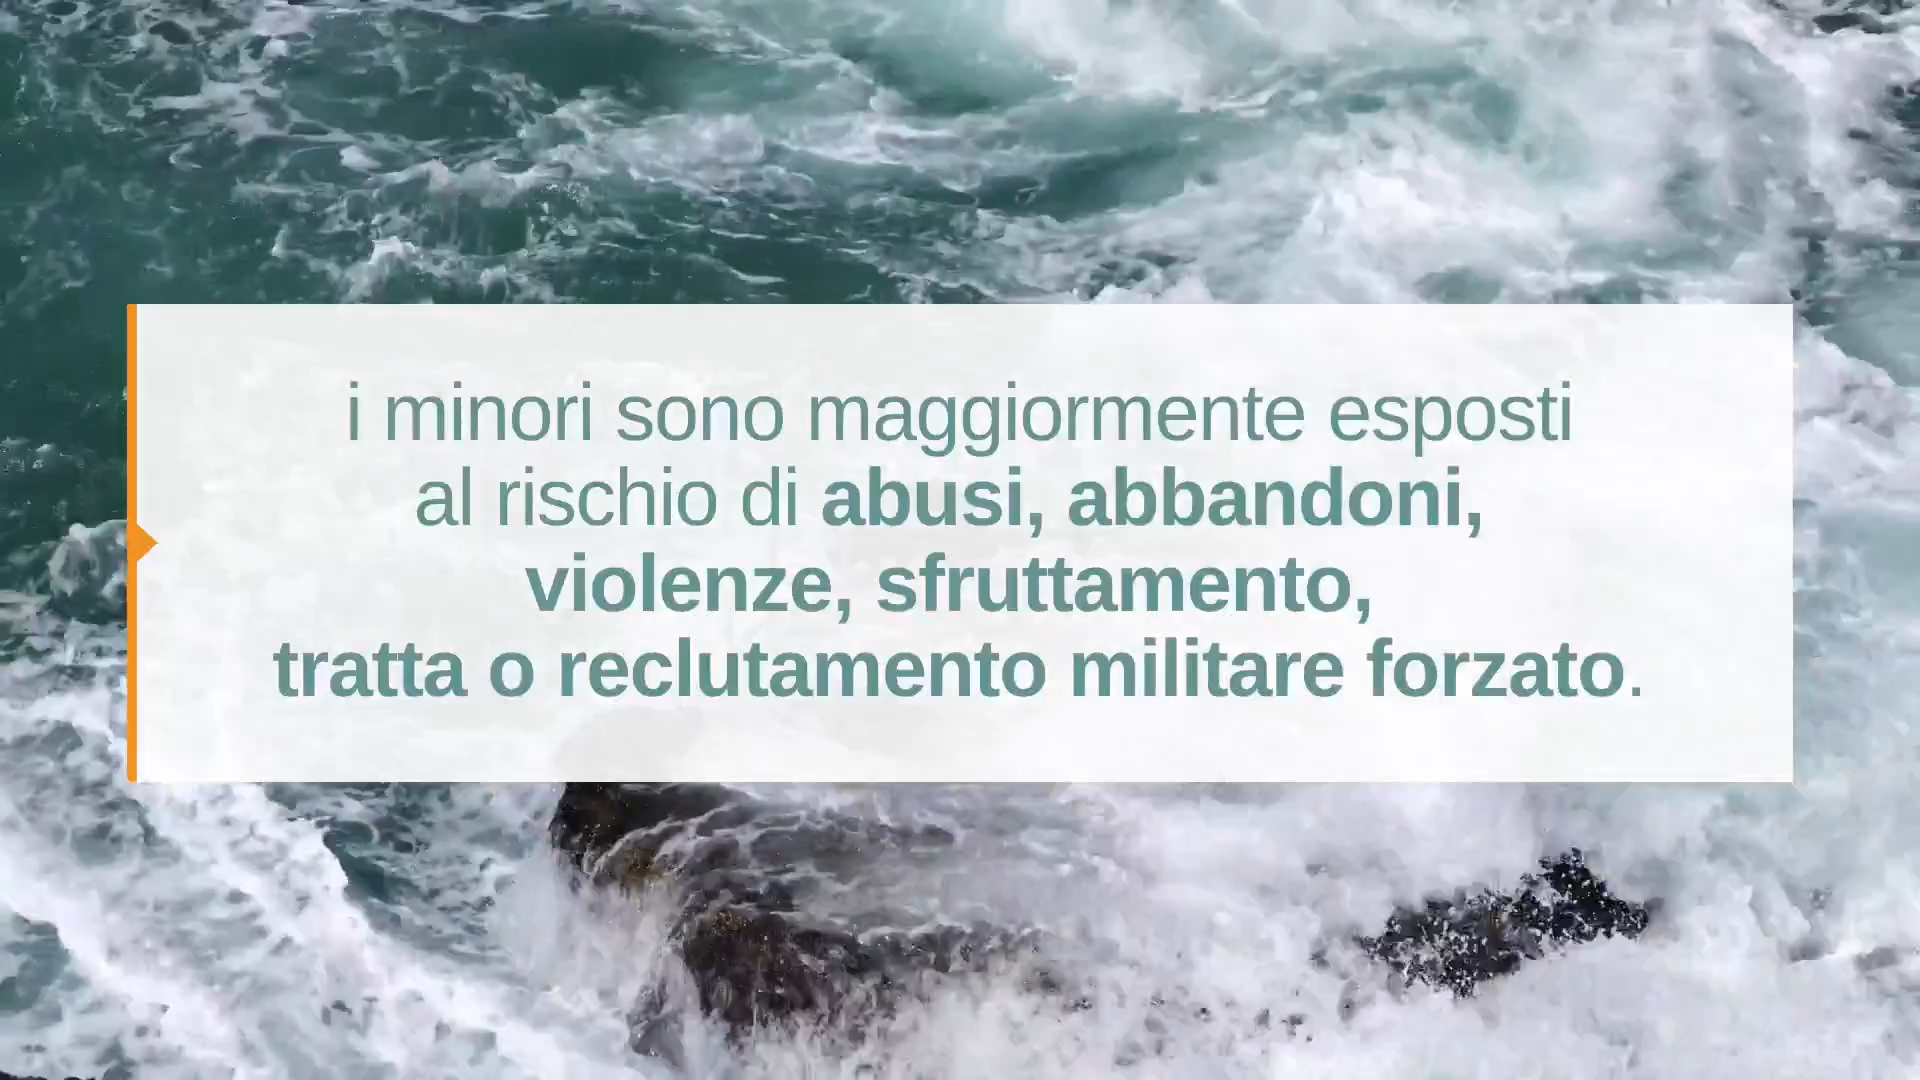 i minori sono maggiormente esposti
al rischio di abusi, abbandoni,
violenze, sfruttamento,
tratta o reclutamento militare forzato.